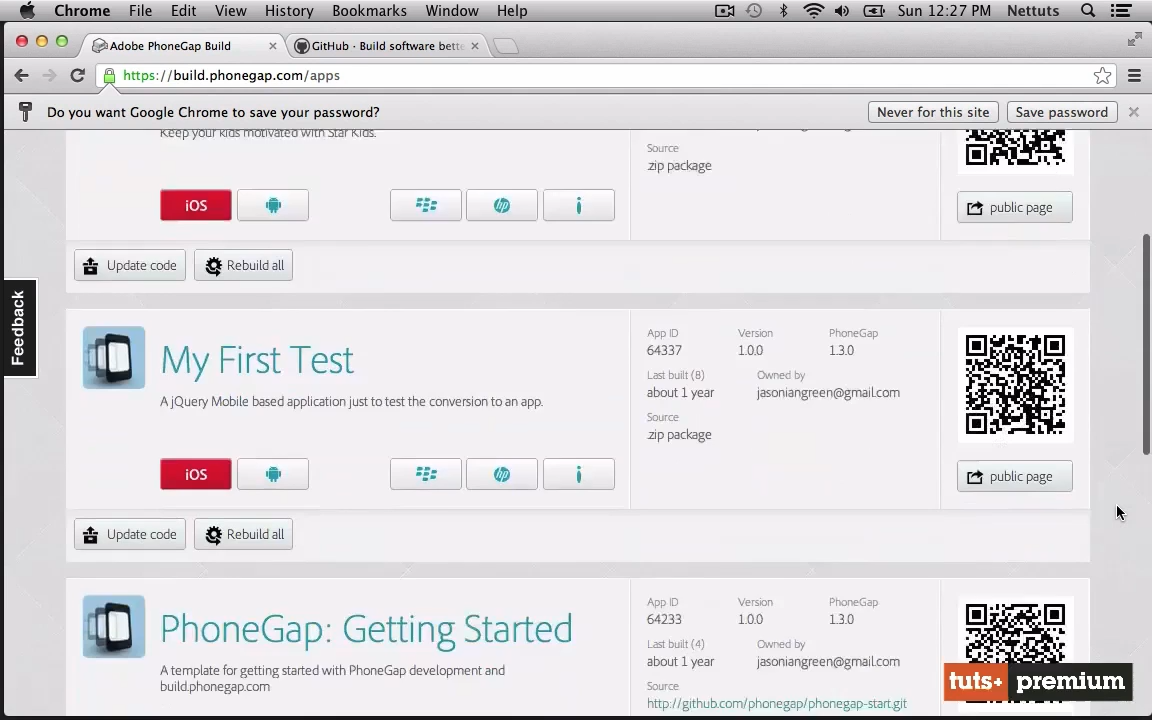 Chrome File Edit View History Bookmarks Window Help Sun 12:27 PM Nettuts
Adobe PhoneGap Build
GitHub · Build software bette
https://build.phonegap.com/apps
Do you want Google Chrome to save your password? Never for this site Save password
Keep your kids motivated with Star Kids.
Source
.zip package
iOS
public page
Update code Rebuild all
Feedback
My First Test
A jQuery Mobile based application just to test the conversion to an app.
App ID Version PhoneGap
64337 1.0.0 1.3.0
Last built (8) Owned by
about 1 year jasoniangreen@gmail.com
Source
.zip package
iOS
public page
Update code Rebuild all
PhoneGap: Getting Started
A template for getting started with PhoneGap development and
build.phonegap.com
App ID Version PhoneGap
64233 1.0.0 1.3.0
Last built (4) Owned by
about 1 year jasoniangreen@gmail.com
Source
http://github.com/phonegap/phonegap-start.git
tuts+ premium